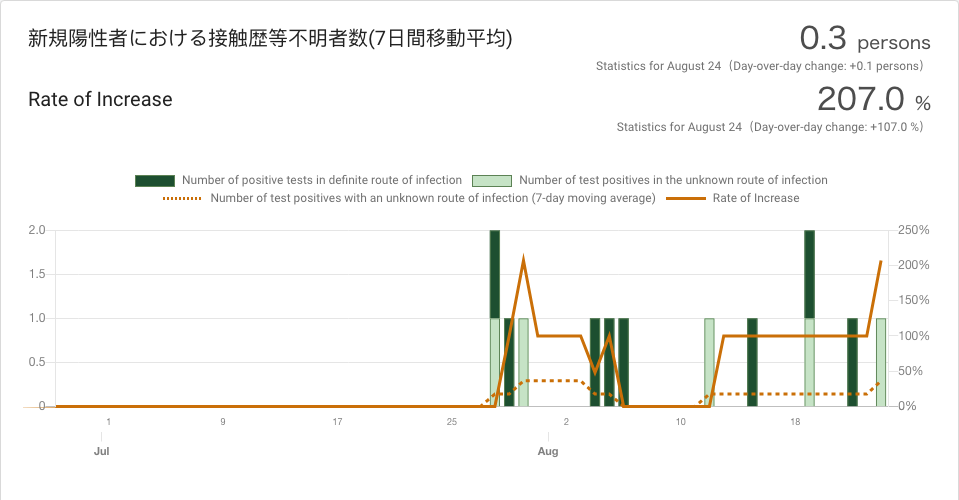 新規陽性者における接触歴等不明者数(7日間移動平均)
0.3 persons
Statistics for August 24（Day-over-day change: +0.1 persons）
Rate of Increase
207.0 %
Statistics for August 24（Day-over-day change: +107.0 %）
Number of positive tests in definite route of infection
Number of test positives in the unknown route of infection
Number of test positives with an unknown route of infection (7-day moving average)
Rate of Increase
2.0
250%
200%
1.5
150%
1.0
100%
0.5
50%
0
0%
1 9 17 25 2 10 18
Jul Aug